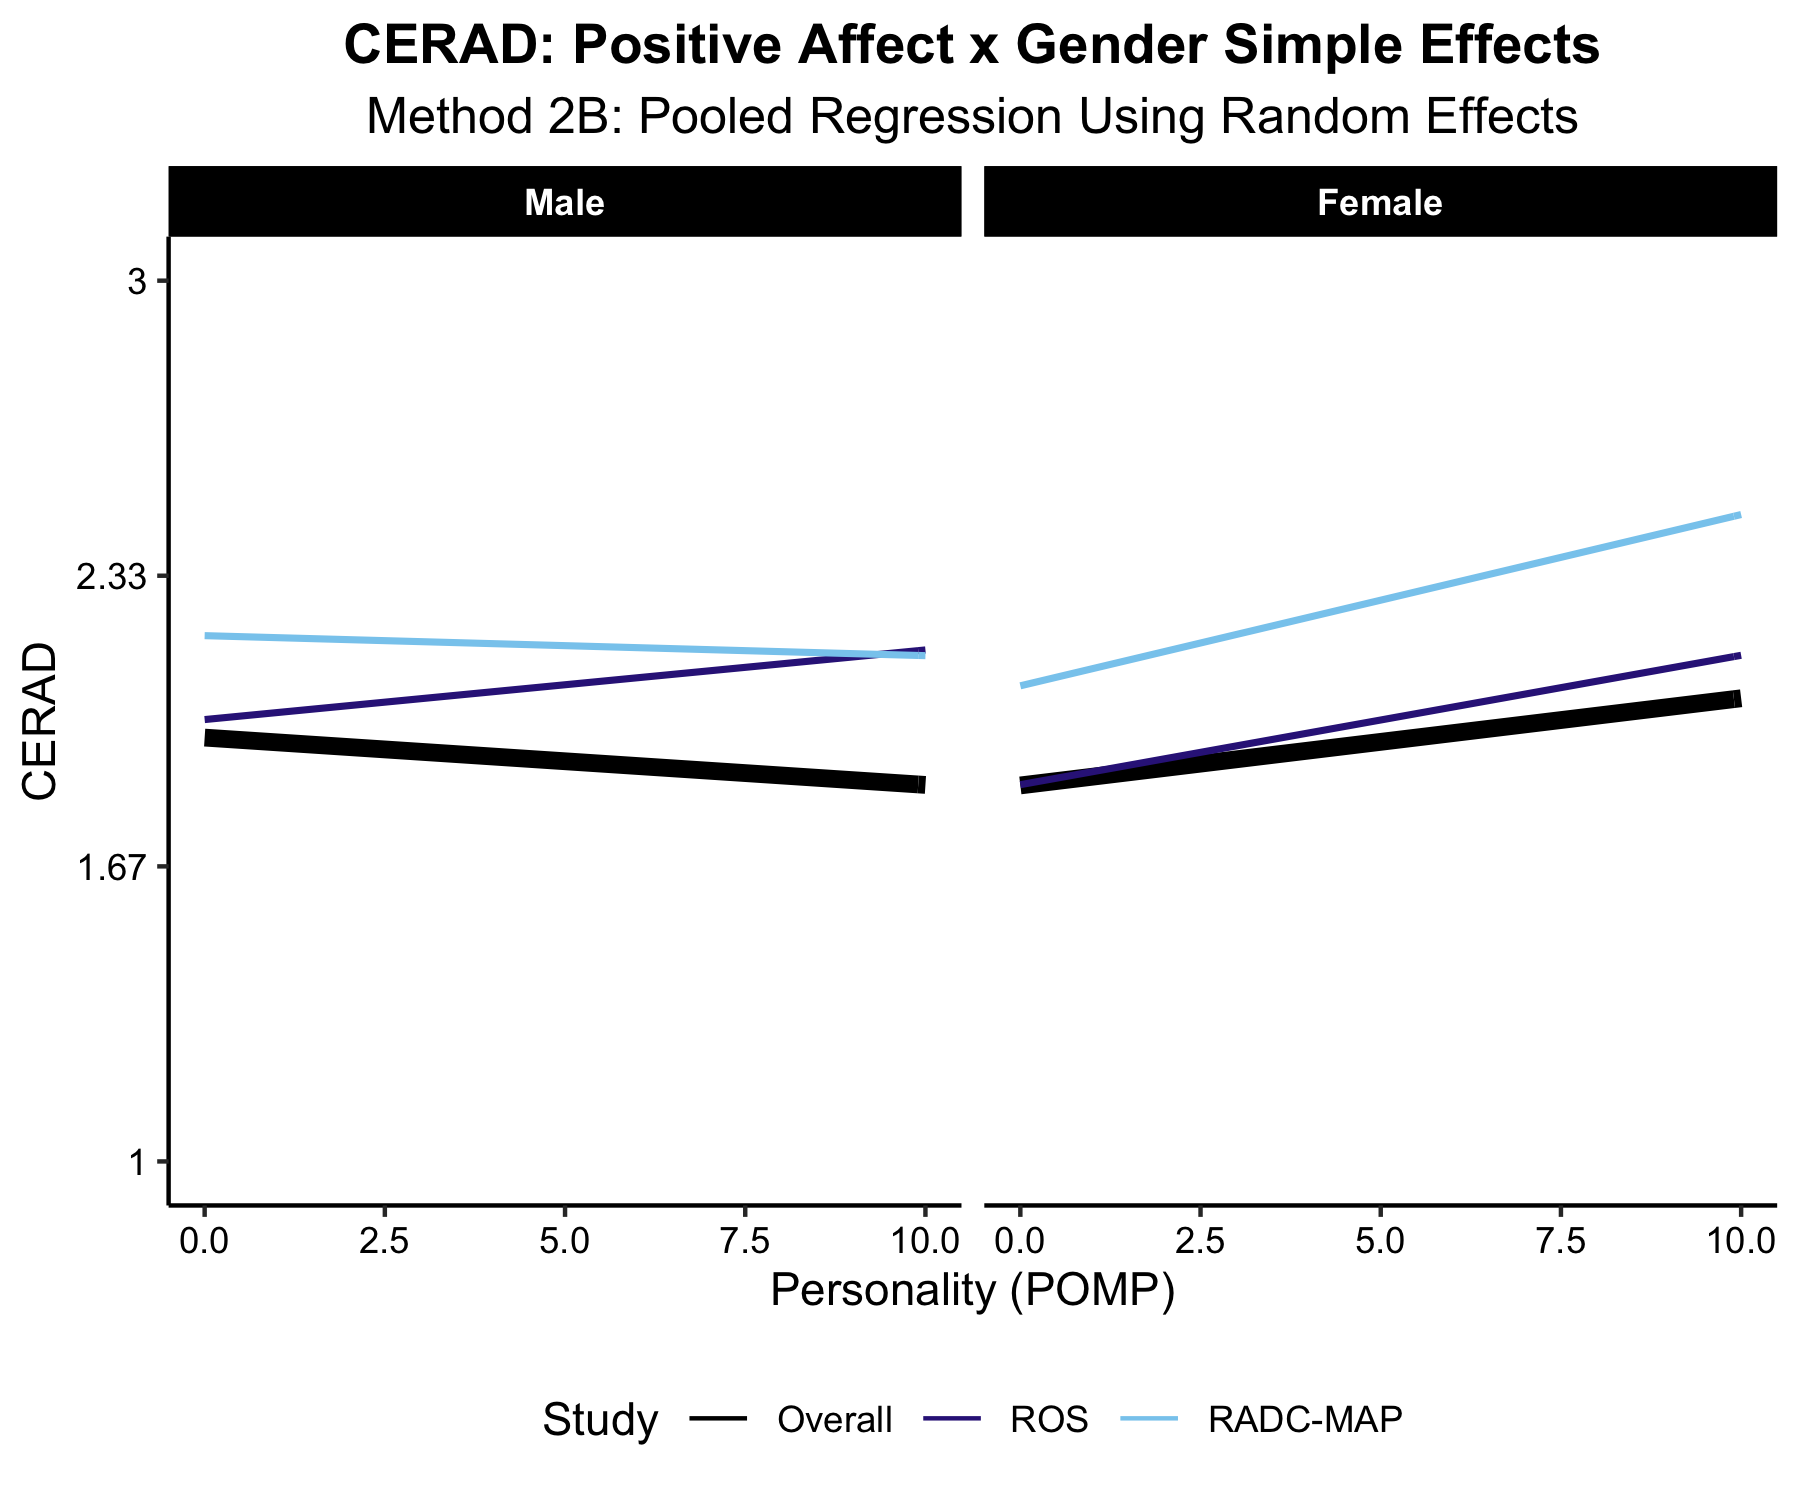 CERAD: Positive Affect x Gender Simple Effects
Method 2B: Pooled Regression Using Random Effects
Male
Female
3
2.33
1.67
1
CERAD
0.0 2.5 5.0 7.5 10.0 0.0 2.5 5.0 7.5 10.0
Personality (POMP)
Study Overall ROS RADC-MAP